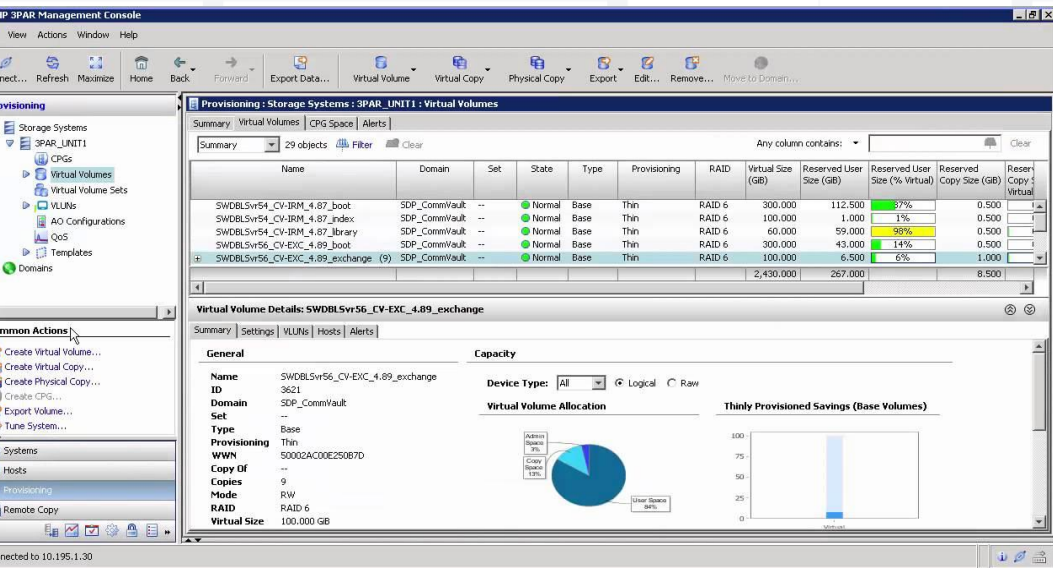 IP 3PAR Management Console
View Actions Window Help
nect... Refresh Maximize Home Back Forward Export Data... Virtual Volume Virtual Copy Physical Copy Export Edit... Remove... Move to Domain...
ovisioning
Storage Systems
3PAR_UNIT1
CPGs
Virtual Volumes
Virtual Volume Sets
VLUNs
AO Configurations
QoS
Templates
Domains
mmon Actions
Create Virtual Volume...
Create Virtual Copy...
Create Physical Copy...
Create CPG...
Export Volume...
Tune System...
Systems
Hosts
Provisioning
Remote Copy
Provisioning : Storage Systems : 3PAR_UNIT1 : Virtual Volumes
Summary Virtual Volumes CPG Space Alerts
Summary 29 objects Filter Clear Any column contains: Clear
Name Domain Set State Type Provisioning RAID Virtual Size (GiB) Reserved User Size (GiB) Reserved User Size (% Virtual) Reserved Copy Size (GiB) Reserv Copy S Virtual
SWDBLSvr54_CV-IRM_4.87_boot SDP_CommVault -- Normal Base Thin RAID 6 300.000 112.500 37% 0.500
SWDBLSvr54_CV-IRM_4.87_index SDP_CommVault -- Normal Base Thin RAID 6 100.000 1.000 1% 0.500
SWDBLSvr54_CV-IRM_4.87_library SDP_CommVault -- Normal Base Thin RAID 6 60.000 59.000 98% 0.500
SWDBLSvr56_CV-EXC_4.89_boot SDP_CommVault -- Normal Base Thin RAID 6 300.000 43.000 14% 0.500
SWDBLSvr56_CV-EXC_4.89_exchange (9) SDP_CommVault -- Normal Base Thin RAID 6 100.000 6.500 6% 1.000
2,430.000 267.000 8.500
Virtual Volume Details: SWDBLSvr56_CV-EXC_4.89_exchange
Summary Settings VLUNs Hosts Alerts
General
Name SWDBLSvr56_CV-EXC_4.89_exchange
ID 3621
Domain SDP_CommVault
Set --
Type Base
Provisioning Thin
WWN 50002AC00E250B7D
Copy Of --
Copies 9
Mode RW
RAID RAID 6
Virtual Size 100.000 GiB
Capacity
Device Type: All Logical Raw
Virtual Volume Allocation
Admin Space 3%
Copy Space 13%
User Space 84%
Thinly Provisioned Savings (Base Volumes)
100
75
50
25
0
Virtual
nected to 10.195.1.30